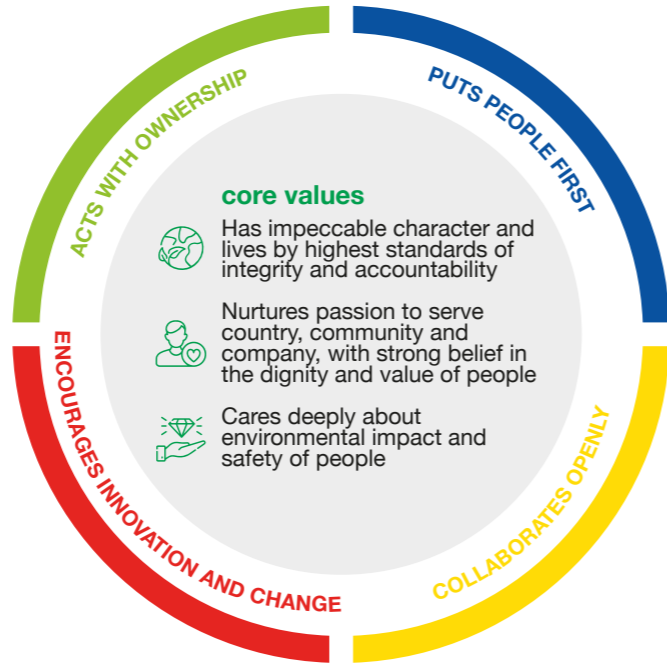 ACTS WITH OWNERSHIP
PUTS PEOPLE FIRST
core values
Has impeccable character and
lives by highest standards of
integrity and accountability
Nurtures passion to serve
country, community and
company, with strong belief in
the dignity and value of people
Cares deeply about
environmental impact and
safety of people
ENCOURAGES INNOVATION AND CHANGE
COLLABORATES OPENLY